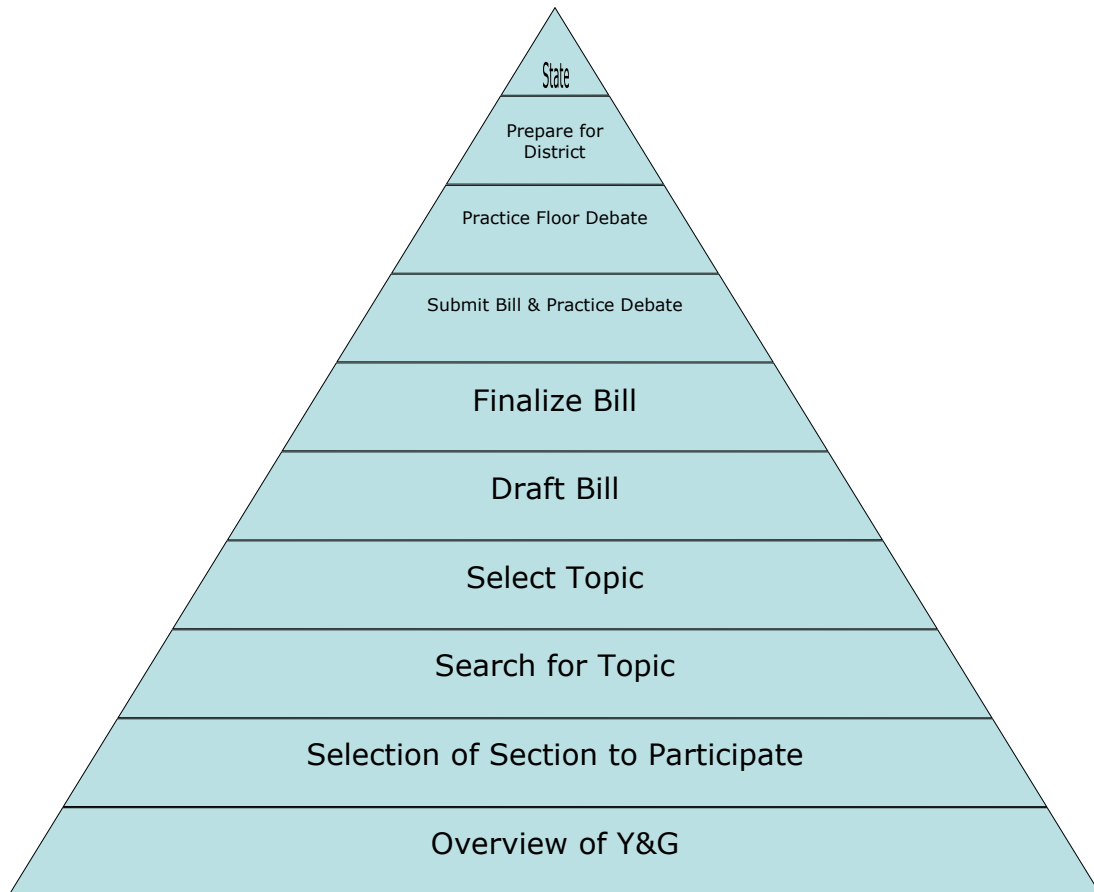 State
Prepare for
District
Practice Floor Debate
Submit Bill & Practice Debate
Finalize Bill
Draft Bill
Select Topic
Search for Topic
Selection of Section to Participate
Overview of Y&G